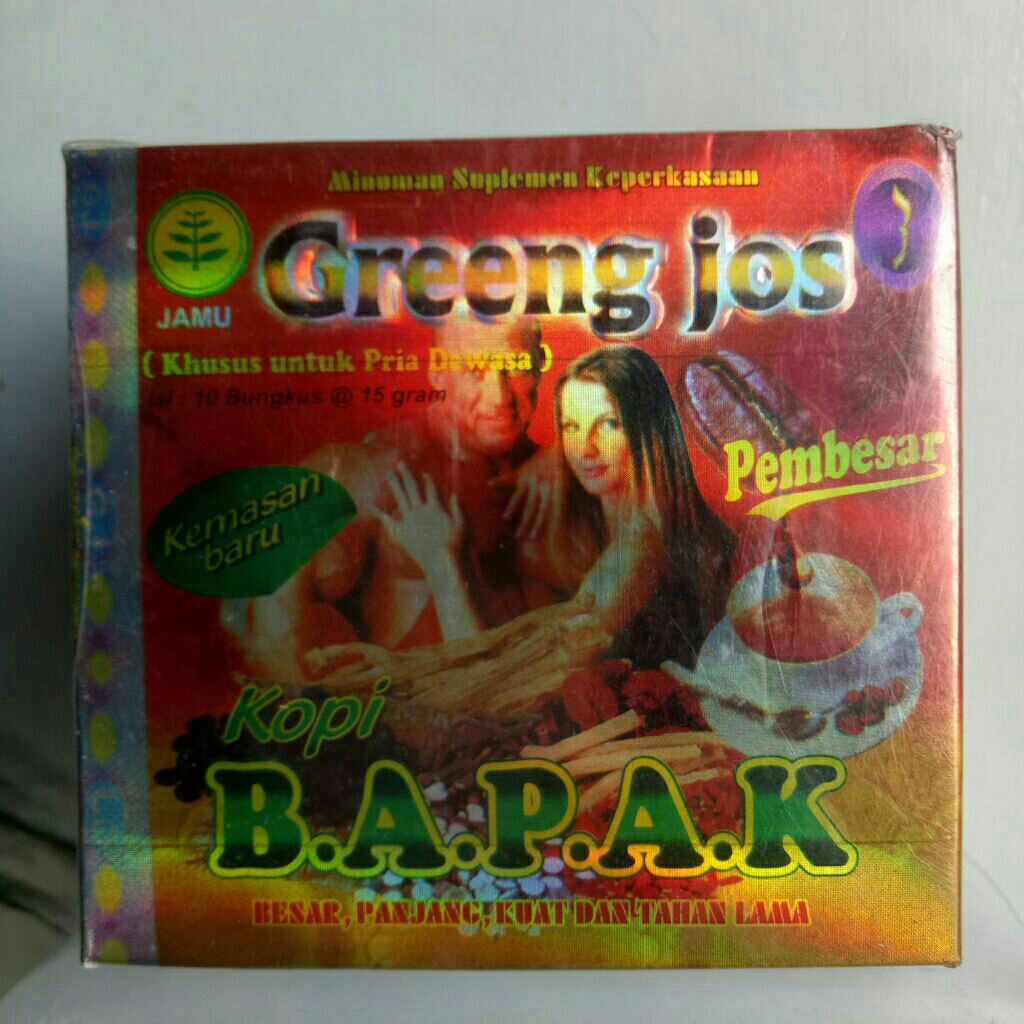 Minuman Suplemen Keperkasaan
Greeng jos
JAMU
( Khusus untuk Pria Dewasa )
isi : 10 Bungkus @ 15 gram
Kemasan
baru
Pembesar
Kopi
B.A.P.A.K
BESAR, PANJANG, KUAT DAN TAHAN LAMA